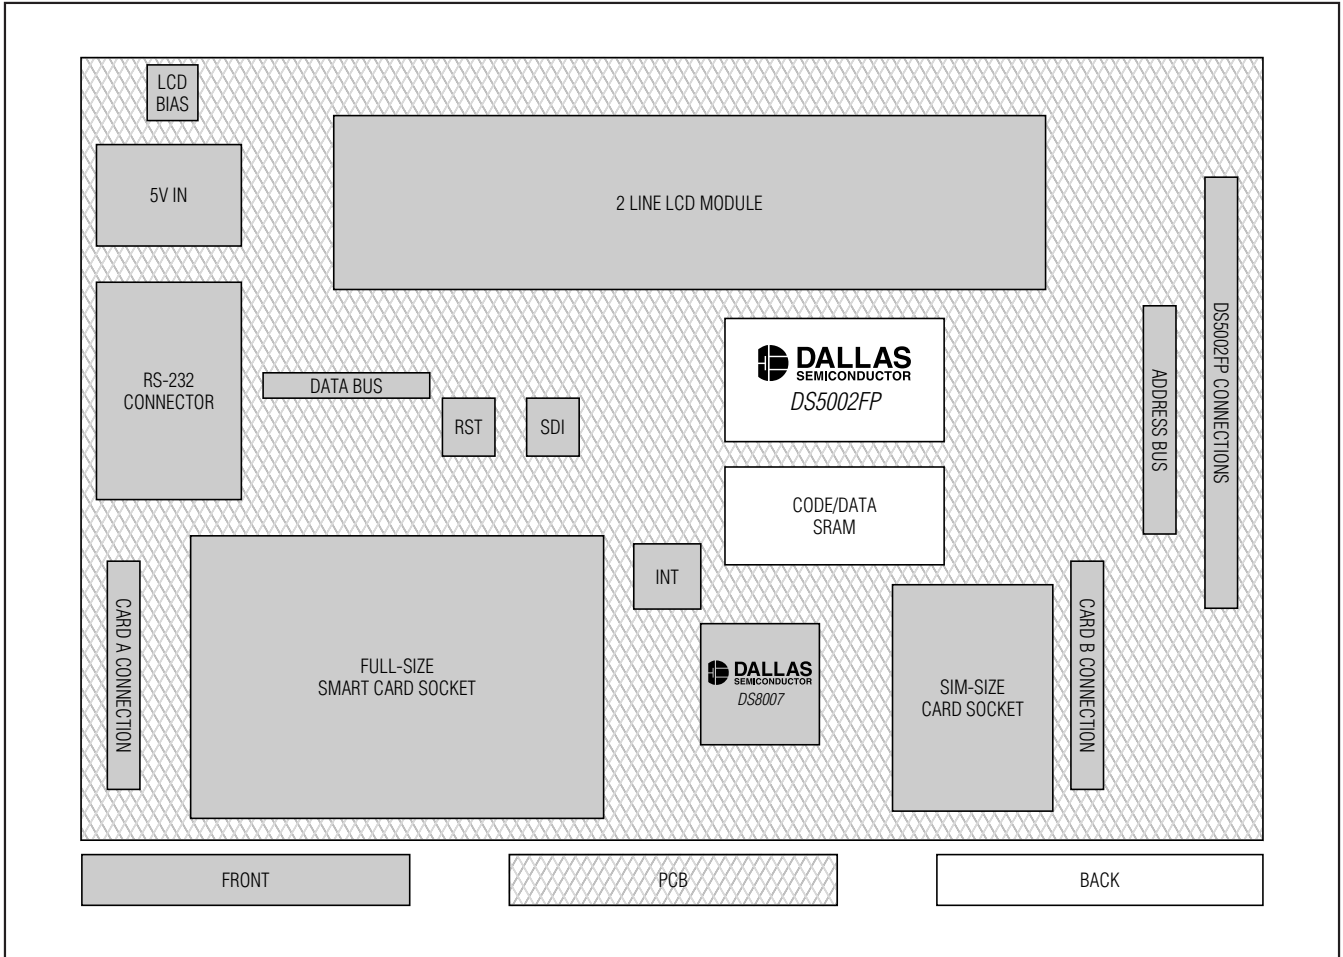 LCD
BIAS
5V IN
2 LINE LCD MODULE
RS-232
CONNECTOR
DATA BUS
RST
SDI
DALLAS
SEMICONDUCTOR
DS5002FP
CODE/DATA
SRAM
ADDRESS BUS
DS5002FP CONNECTIONS
CARD A CONNECTION
FULL-SIZE
SMART CARD SOCKET
INT
DALLAS
SEMICONDUCTOR
DS8007
SIM-SIZE
CARD SOCKET
CARD B CONNECTION
FRONT
PCB
BACK